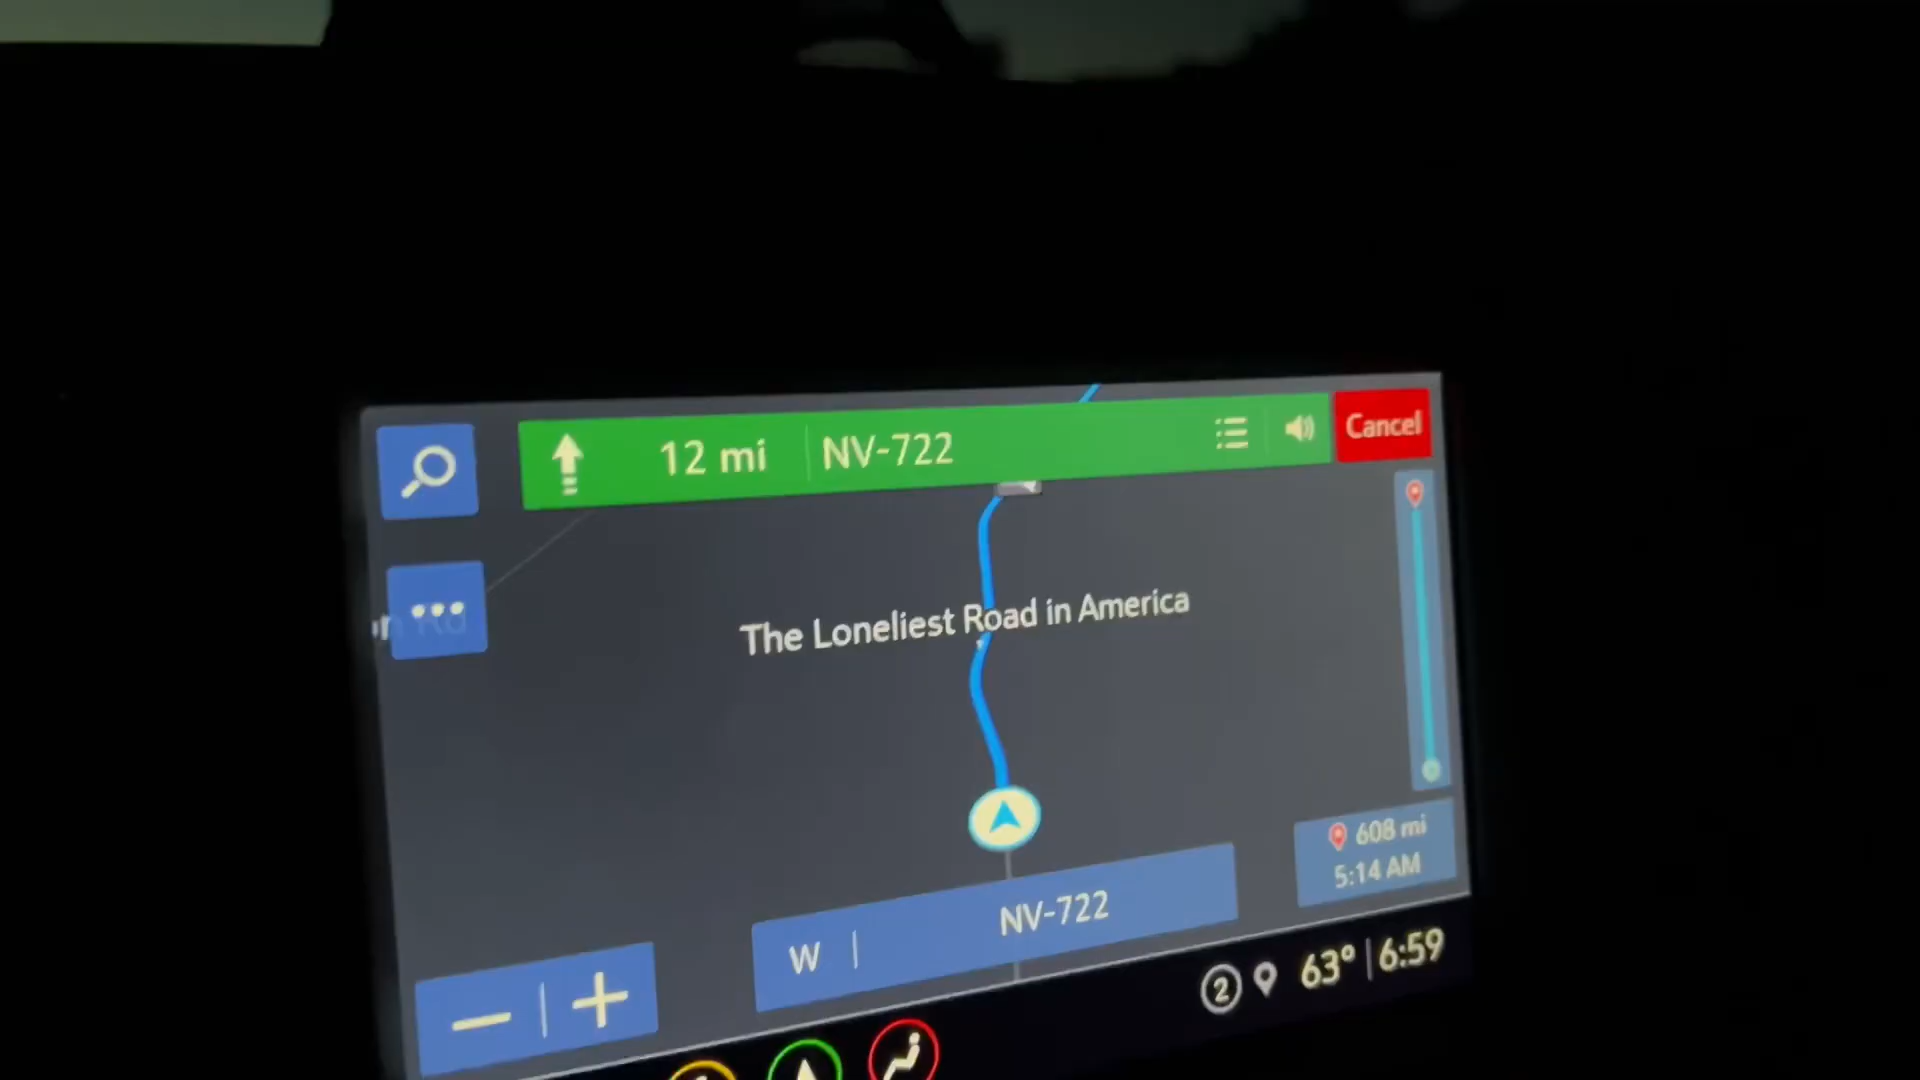 12 mi NV-722
Cancel
Rd
The Loneliest Road in America
608 mi
5:14 AM
W | NV-722
2 63° | 6:59